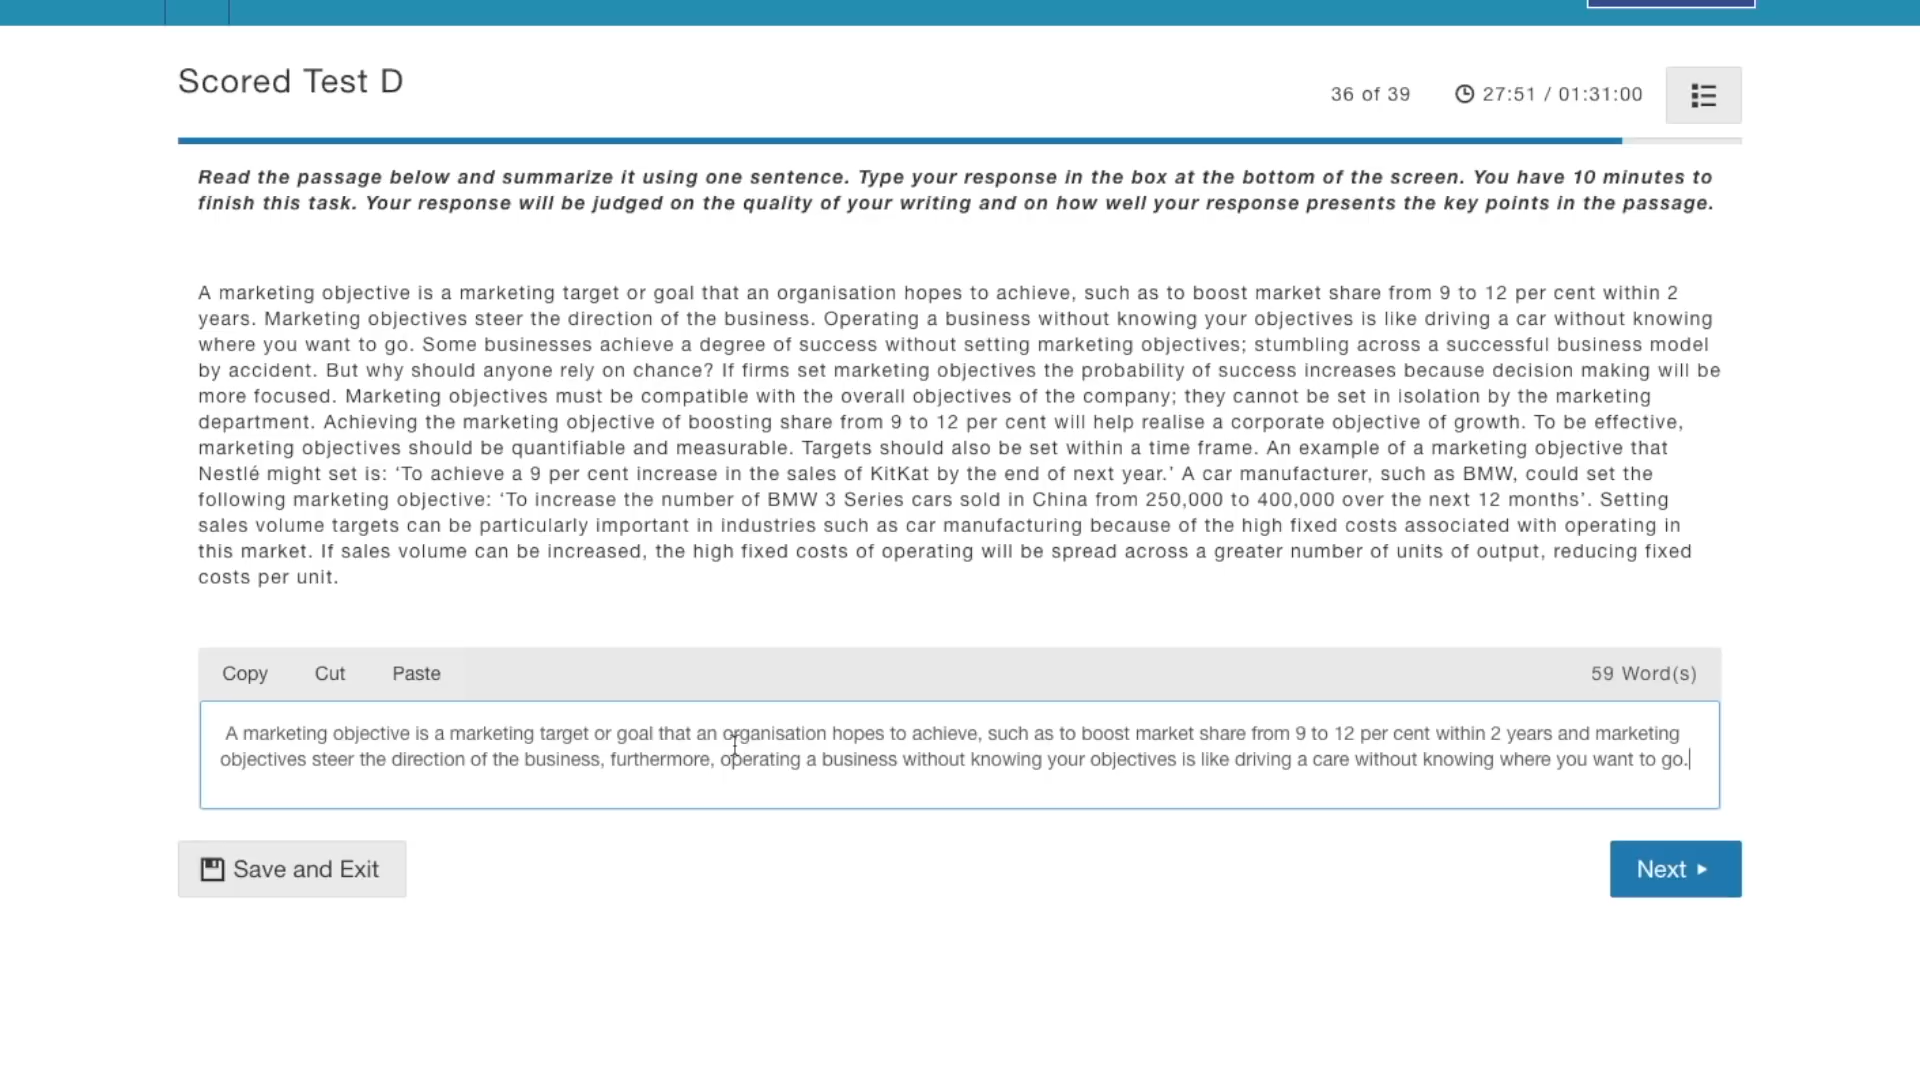 Scored Test D
36 of 39
27:51 / 01:31:00
Read the passage below and summarize it using one sentence. Type your response in the box at the bottom of the screen. You have 10 minutes to
finish this task. Your response will be judged on the quality of your writing and on how well your response presents the key points in the passage.
A marketing objective is a marketing target or goal that an organisation hopes to achieve, such as to boost market share from 9 to 12 per cent within 2
years. Marketing objectives steer the direction of the business. Operating a business without knowing your objectives is like driving a car without knowing
where you want to go. Some businesses achieve a degree of success without setting marketing objectives; stumbling across a successful business model
by accident. But why should anyone rely on chance? If firms set marketing objectives the probability of success increases because decision making will be
more focused. Marketing objectives must be compatible with the overall objectives of the company; they cannot be set in isolation by the marketing
department. Achieving the marketing objective of boosting share from 9 to 12 per cent will help realise a corporate objective of growth. To be effective,
marketing objectives should be quantifiable and measurable. Targets should also be set within a time frame. An example of a marketing objective that
Nestlé might set is: ‘To achieve a 9 per cent increase in the sales of KitKat by the end of next year.’ A car manufacturer, such as BMW, could set the
following marketing objective: ‘To increase the number of BMW 3 Series cars sold in China from 250,000 to 400,000 over the next 12 months’. Setting
sales volume targets can be particularly important in industries such as car manufacturing because of the high fixed costs associated with operating in
this market. If sales volume can be increased, the high fixed costs of operating will be spread across a greater number of units of output, reducing fixed
costs per unit.
Copy Cut Paste 59 Word(s)
A marketing objective is a marketing target or goal that an organisation hopes to achieve, such as to boost market share from 9 to 12 per cent within 2 years and marketing
objectives steer the direction of the business, furthermore, operating a business without knowing your objectives is like driving a care without knowing where you want to go.
Save and Exit
Next